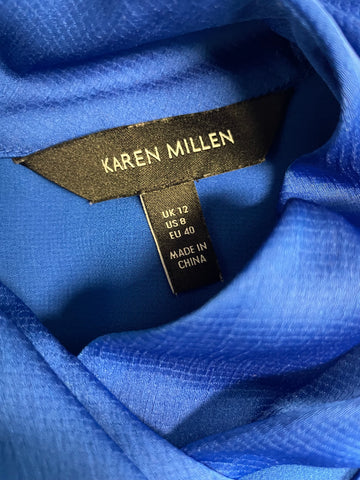 KAREN MILLEN
UK 12
US 8
EU 40
MADE IN
CHINA